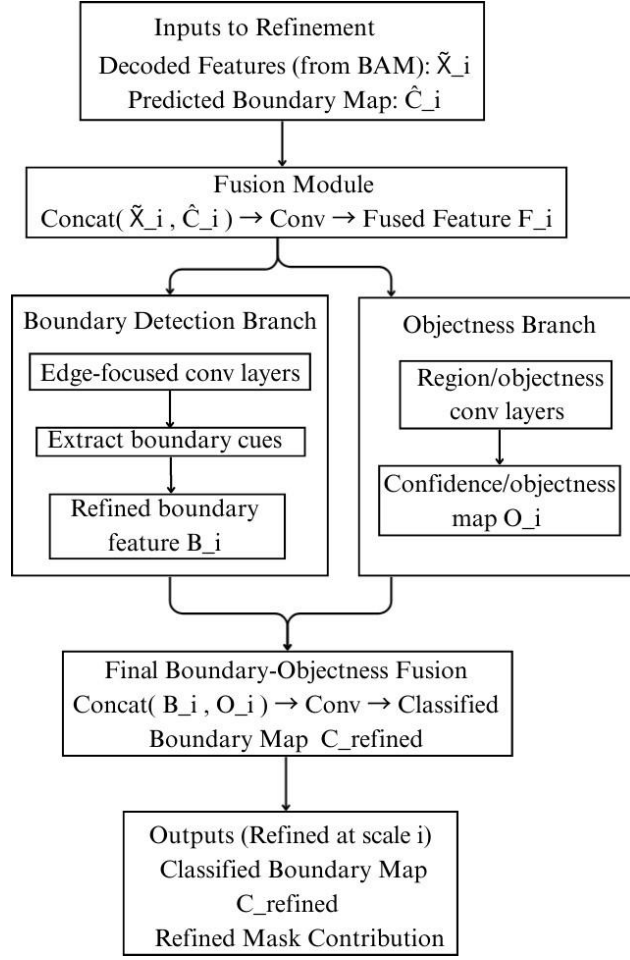 Inputs to Refinement
Decoded Features (from BAM): X̃_i
Predicted Boundary Map: Ĉ_i
Fusion Module
Concat( X̃_i , Ĉ_i ) → Conv → Fused Feature F_i
Boundary Detection Branch
Edge-focused conv layers
Extract boundary cues
Refined boundary
feature B_i
Objectness Branch
Region/objectness
conv layers
Confidence/objectness
map O_i
Final Boundary-Objectness Fusion
Concat( B_i , O_i ) → Conv → Classified
Boundary Map C_refined
Outputs (Refined at scale i)
Classified Boundary Map
C_refined
Refined Mask Contribution